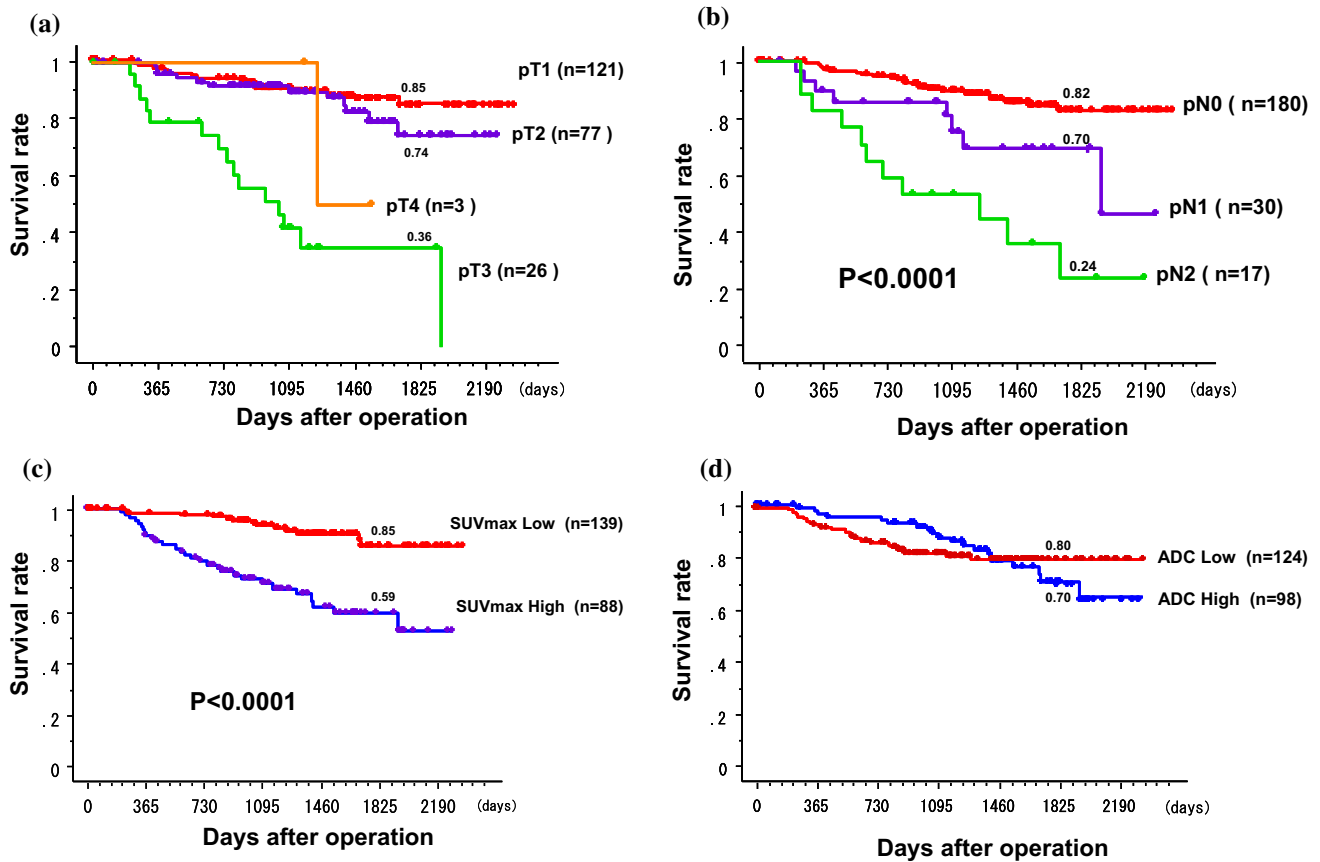 (a)
Survival rate
1
.8
.6
.4
.2
0
0.85
0.74
0.36
pT1 (n=121)
pT2 (n=77 )
pT4 (n=3 )
pT3 (n=26 )
0 365 730 1095 1460 1825 2190 (days)
Days after operation
(b)
Survival rate
1
.8
.6
.4
.2
0
0.82
0.70
0.24
pN0 ( n=180)
pN1 ( n=30)
pN2 ( n=17)
P<0.0001
0 365 730 1095 1460 1825 2190 (days)
Days after operation
(c)
Survival rate
1
.8
.6
.4
.2
0
0.85
0.59
SUVmax Low (n=139)
SUVmax High (n=88)
P<0.0001
0 365 730 1095 1460 1825 2190 (days)
Days after operation
(d)
Survival rate
1
.8
.6
.4
.2
0
0.80
0.70
ADC Low (n=124)
ADC High (n=98)
0 365 730 1095 1460 1825 2190 (days)
Days after operation